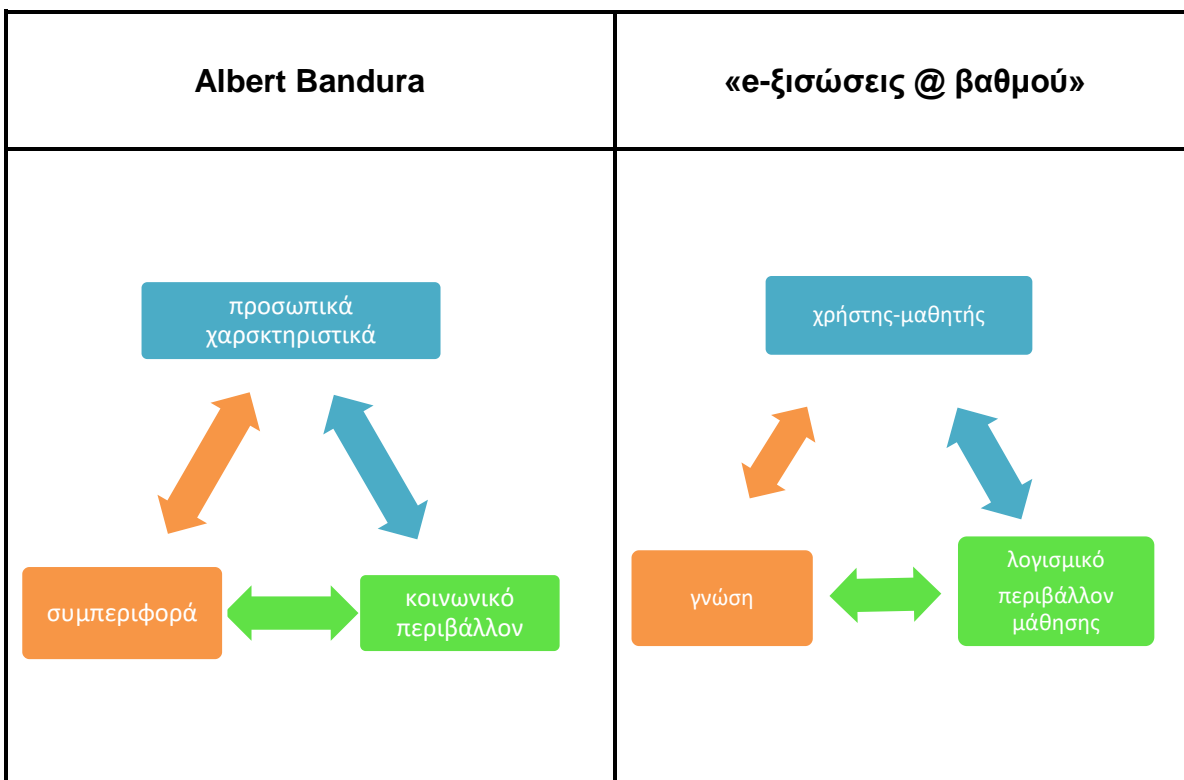 Albert Bandura
«e-ξισώσεις @ βαθμού»
προσωπικά
χαρσκτηριστικά
συμπεριφορά
κοινωνικό
περιβάλλον
χρήστης-μαθητής
γνώση
λογισμικό
περιβάλλον
μάθησης